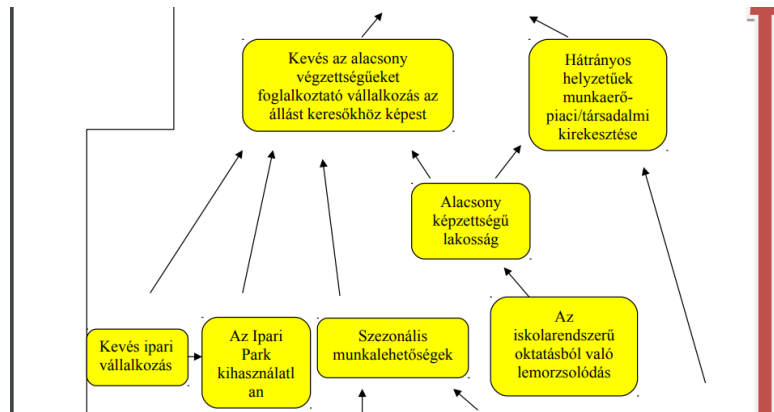 Kevés az alacsony
végzettségűeket
foglalkoztató vállalkozás az
állást keresőkhöz képest
Hátrányos
helyzetűek
munkaerő-
piaci/társadalmi
kirekesztése
Alacsony
képzettségű
lakosság
Kevés ipari
vállalkozás
Az Ipari
Park
kihasználatl
an
Szezonális
munkalehetőségek
Az
iskolarendszerű
oktatásból való
lemorzsolódás